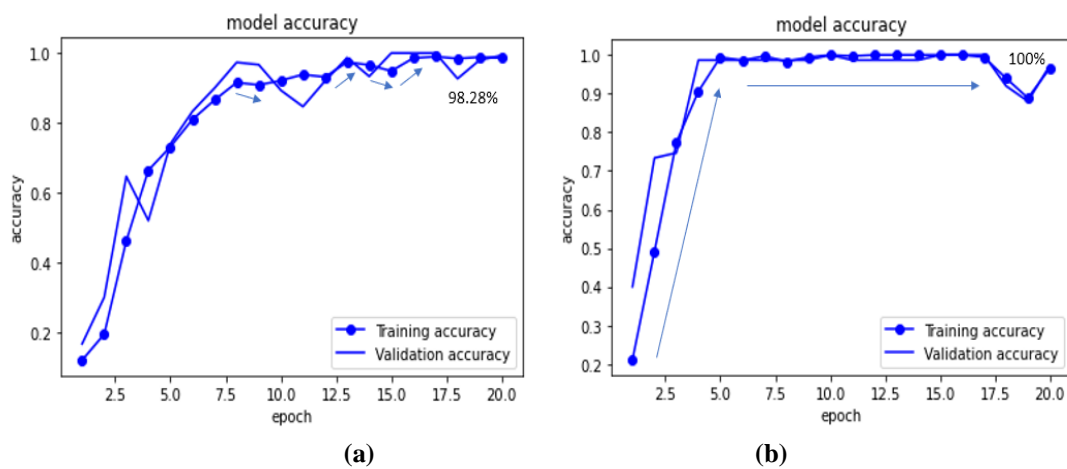 model accuracy
1.0
0.8
0.6
0.4
0.2
accuracy
98.28%
Training accuracy
Validation accuracy
2.5 5.0 7.5 10.0 12.5 15.0 17.5 20.0
epoch
(a)
model accuracy
1.0
0.9
0.8
0.7
0.6
0.5
0.4
0.3
0.2
accuracy
100%
Training accuracy
Validation accuracy
2.5 5.0 7.5 10.0 12.5 15.0 17.5 20.0
epoch
(b)